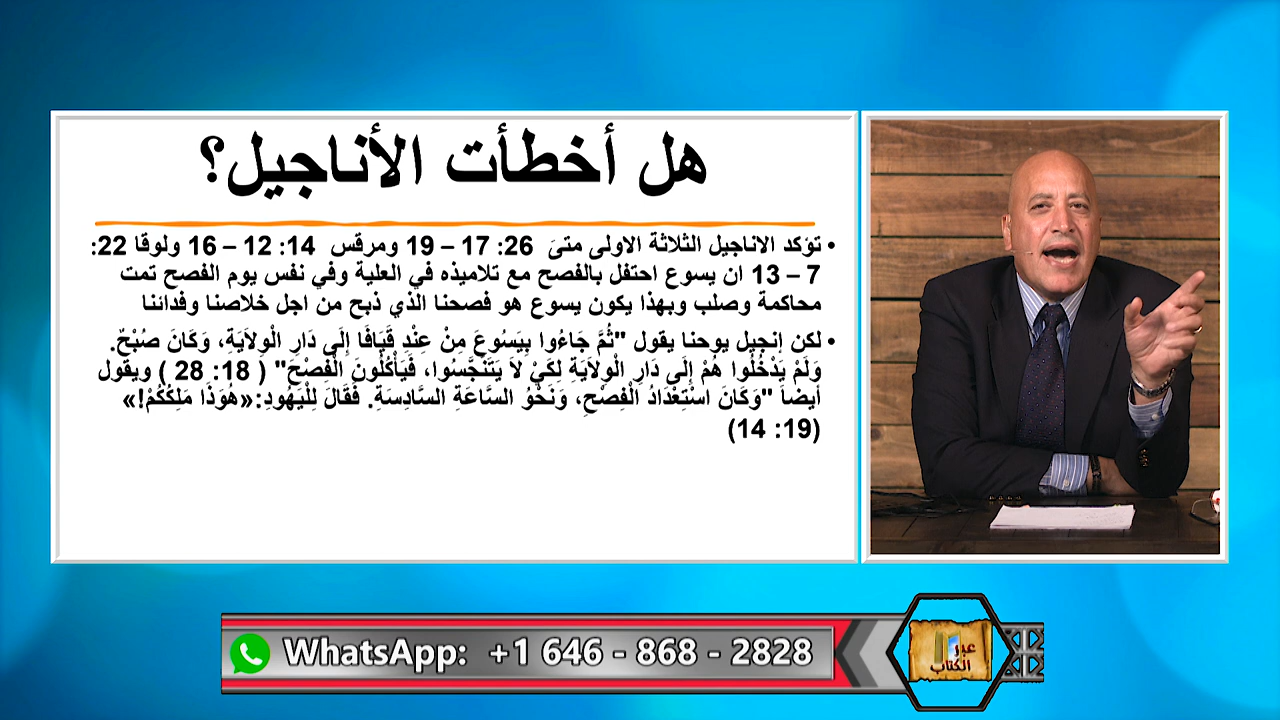 هل أخطأت الأناجيل؟
• تؤكد الاناجيل الثلاثة الاولى متىَ 26: 17 – 19 ومرقس 14: 12 – 16 ولوقا 22:
7 – 13 ان يسوع احتفل بالفصح مع تلاميذه في العلية وفي نفس يوم الفصح تمت
محاكمة وصلب وبهذا يكون يسوع هو فصحنا الذي ذبح من اجل خلاصنا وفدائنا
• لكن إنجيل يوحنا يقول "ثُمَّ جَاءُوا بِيَسُوعَ مِنْ عِنْدِ قَيَافَا إِلَى دَارِ الْوِلاَيَةِ، وَكَانَ صُبْحٌ.
وَلَمْ يَدْخُلُوا هُمْ إِلَى دَارِ الْوِلاَيَةِ لِكَيْ لاَ يَتَنَجَّسُوا، فَيَأْكُلُونَ الْفِصْحَ" ( 18: 28 ) ويقول
أيضاً "وَكَانَ اسْتِعْدَادُ الْفِصْحِ، وَنَحْوُ السَّاعَةِ السَّادِسَةِ. فَقَالَ لِلْيَهُودِ:«هُوَذَا مَلِكُكُمْ!»
(19: 14)
WhatsApp: +1 646 - 868 - 2828
عبر
الكتاب